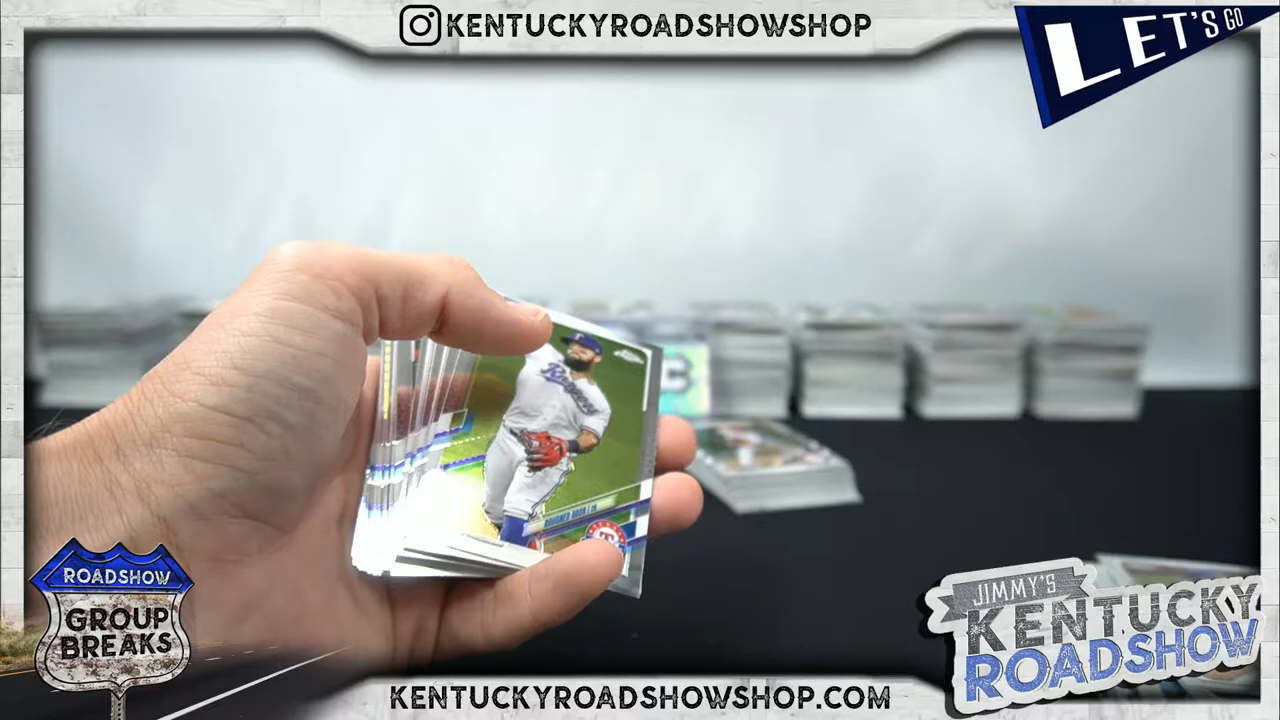 KENTUCKYROADSHOWSHOP
LET'S GO
Rangers
ROADSHOW
GROUP
BREAKS
JIMMY'S
KENTUCKY
ROADSHOW
KENTUCKYROADSHOWSHOP.COM